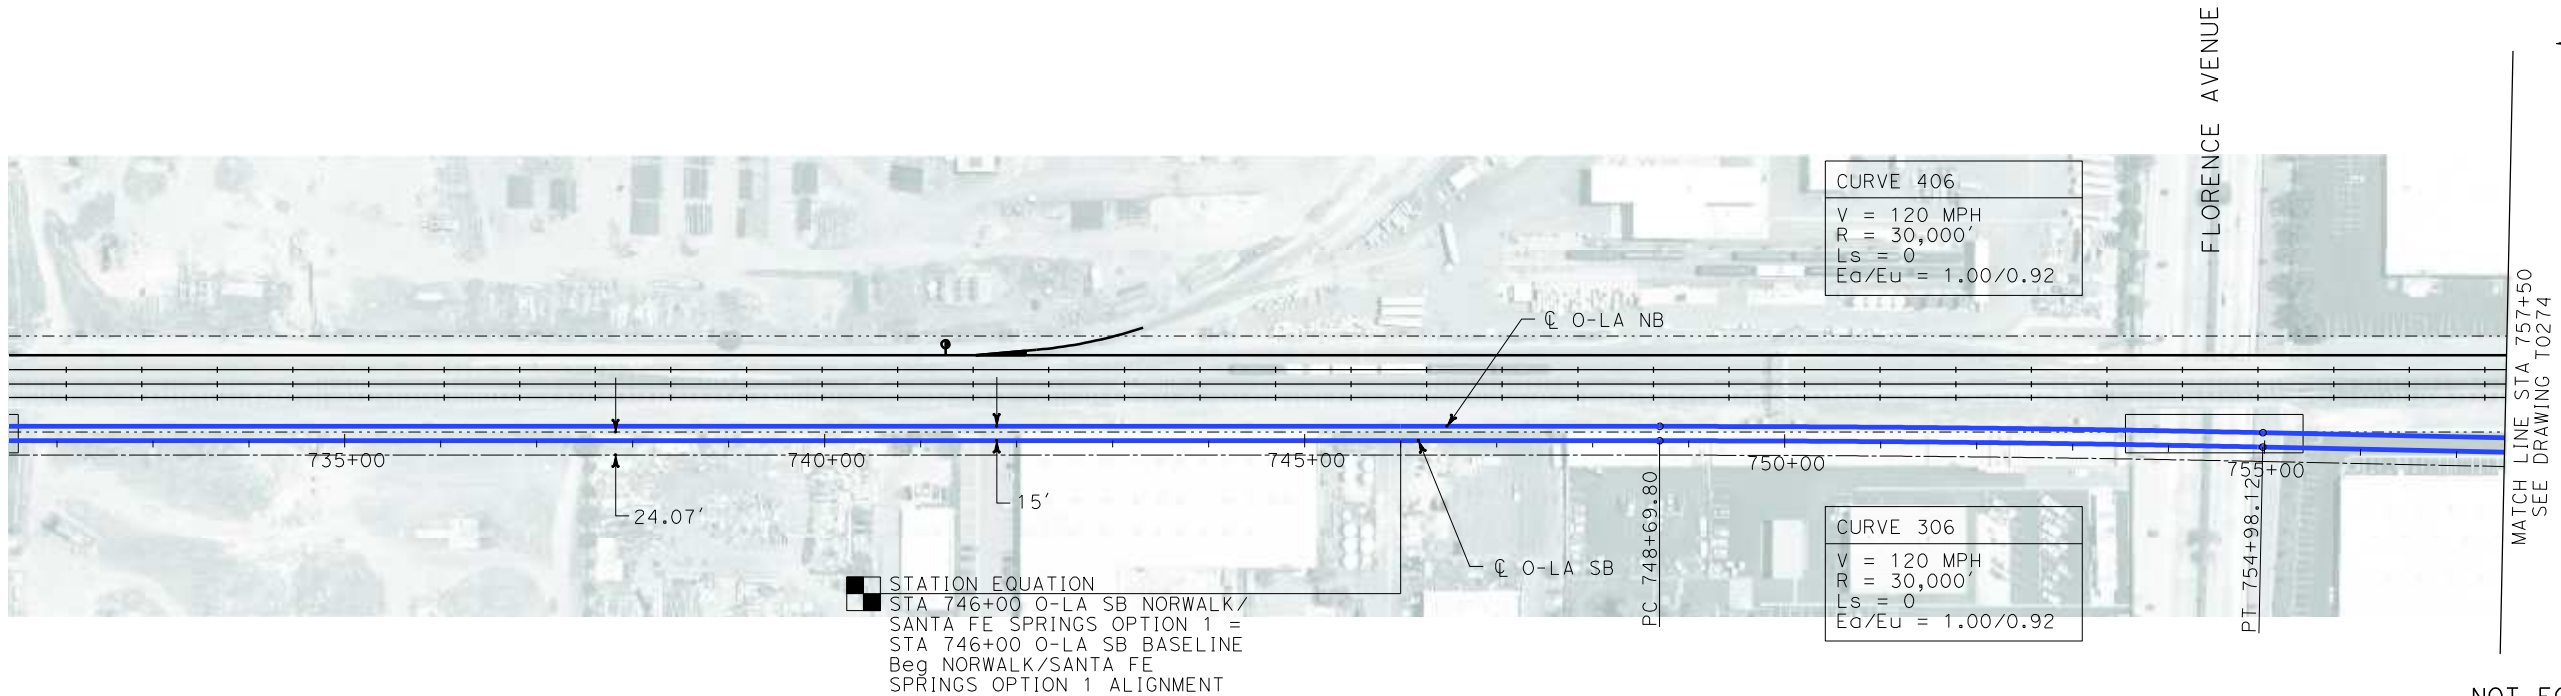 FLORENCE AVENUE
CURVE 406
V = 120 MPH
R = 30,000'
Ls = 0
Ea/Eu = 1.00/0.92
℄ O-LA NB
MATCH LINE STA 757+50
SEE DRAWING T0274
735+00
740+00
745+00
750+00
755+00
24.07'
15'
℄ O-LA SB
PC 748+69.80
PT 754+98.12
CURVE 306
V = 120 MPH
R = 30,000'
Ls = 0
Ea/Eu = 1.00/0.92
STATION EQUATION
STA 746+00 O-LA SB NORWALK/
SANTA FE SPRINGS OPTION 1 =
STA 746+00 O-LA SB BASELINE
Beg NORWALK/SANTA FE
SPRINGS OPTION 1 ALIGNMENT